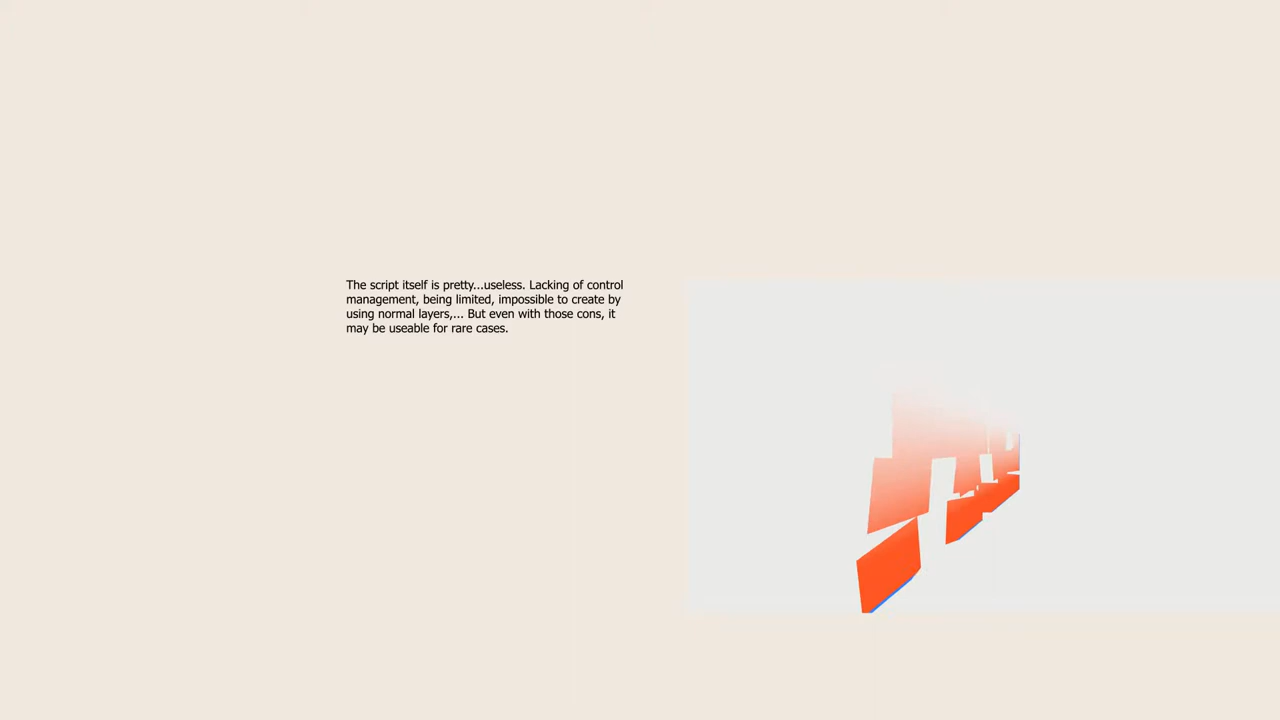 The script itself is pretty...useless. Lacking of control
management, being limited, impossible to create by
using normal layers,... But even with those cons, it
may be useable for rare cases.